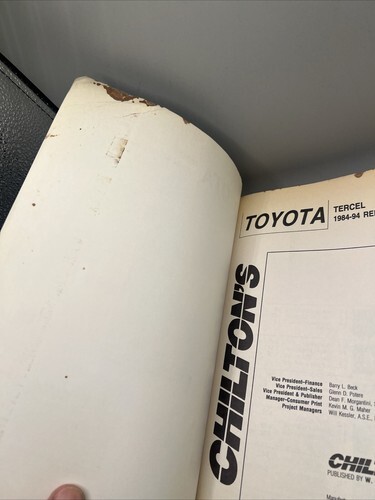 TOYOTA
TERCEL
1984-94
CHILTON'S
Vice President–Finance Barry L. Beck
Vice President–Sales Glenn D. Potere
Vice President & Publisher Dean F. Morgantini,
Manager–Consumer Print Kevin M. G. Maher
Project Managers Will Kessler, A.S.E.,
PUBLISHED BY W.